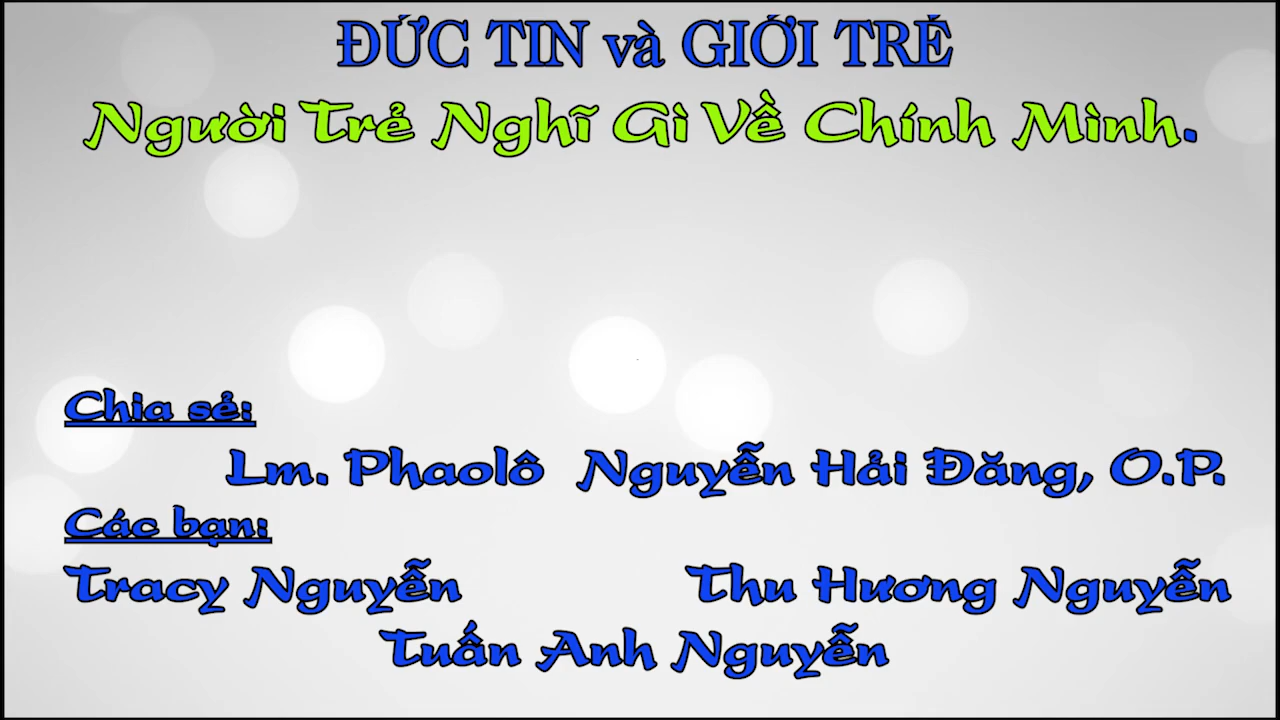 ĐỨC TIN và GIỚI TRẺ
Người Trẻ Nghĩ Gì Về Chính Mình.
Chia sẻ:
Lm. Phaolô Nguyễn Hải Đăng, O.P.
Các bạn:
Tracy Nguyễn Thu Hương Nguyễn
Tuấn Anh Nguyễn